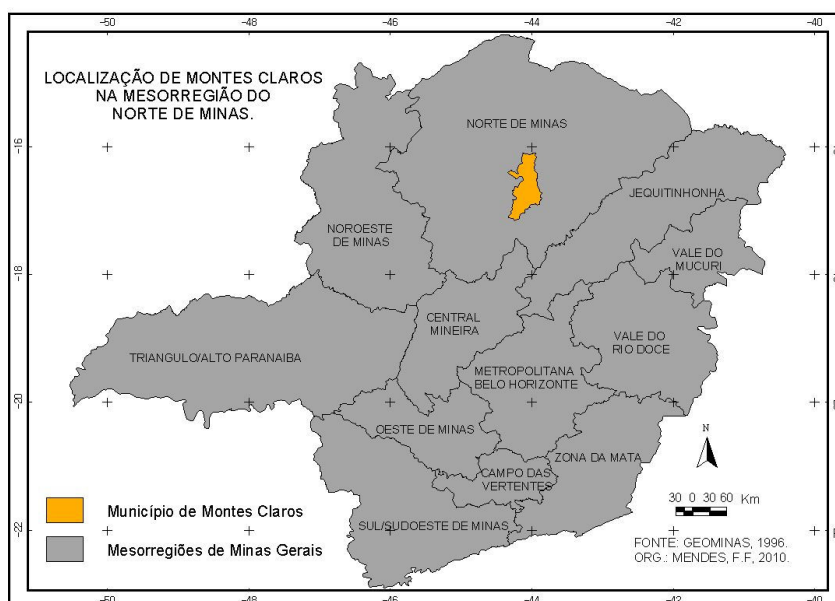 -50 -48 -46 -44 -42 -40
LOCALIZAÇÃO DE MONTES CLAROS
NA MESORREGIÃO DO
NORTE DE MINAS.
NORTE DE MINAS
-16
JEQUITINHONHA
NOROESTE
DE MINAS
VALE DO
MUCURI
-18
CENTRAL
MINEIRA
VALE DO
RIO DOCE
TRIANGULO/ALTO PARANAIBA
METROPOLITANA
BELO HORIZONTE
-20
OESTE DE MINAS
N
ZONA DA MATA
CAMPO DAS
VERTENTES
30 0 30 60 Km
Município de Montes Claros
-22
SUL/SUDOESTE DE MINAS
Mesorregiões de Minas Gerais
FONTE: GEOMINAS, 1996.
ORG.: MENDES, F.F, 2010.
-50 -48 -46 -44 -42 -40